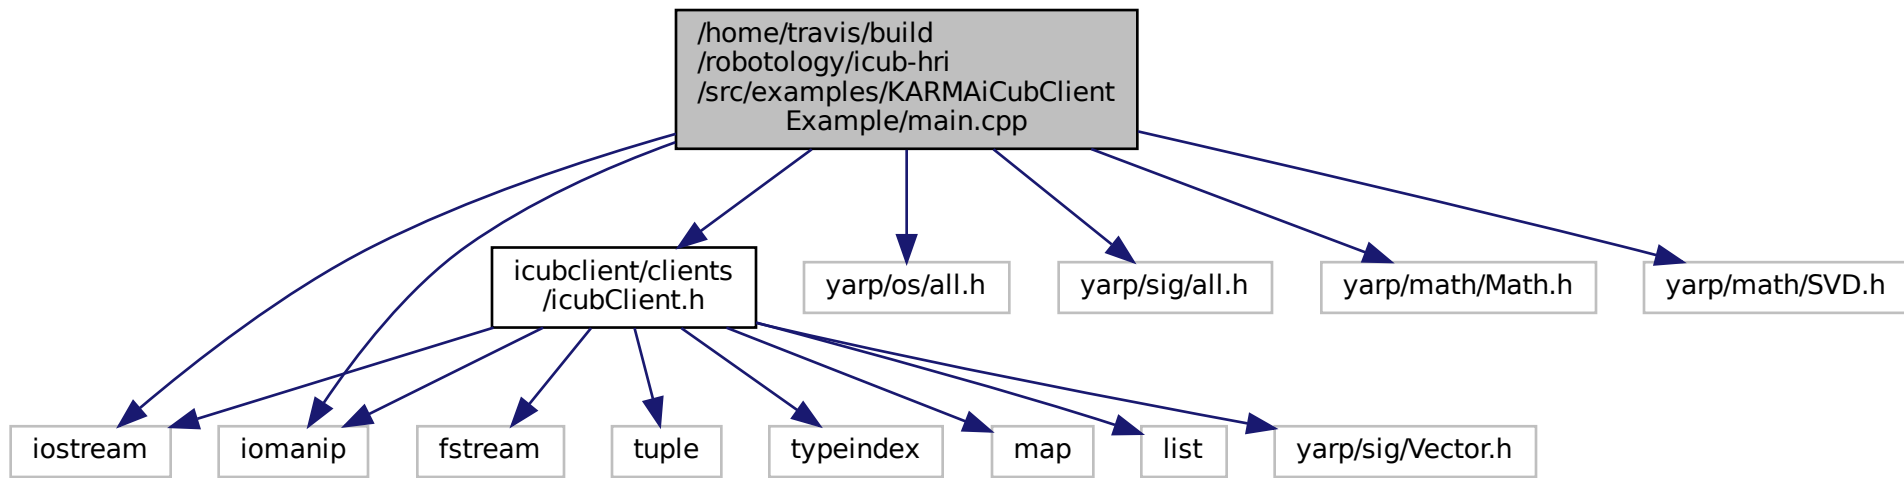 /home/travis/build
/robotology/icub-hri
/src/examples/KARMAiCubClient
Example/main.cpp
icubclient/clients
/icubClient.h
yarp/os/all.h
yarp/sig/all.h
yarp/math/Math.h
yarp/math/SVD.h
iostream
iomanip
fstream
tuple
typeindex
map
list
yarp/sig/Vector.h